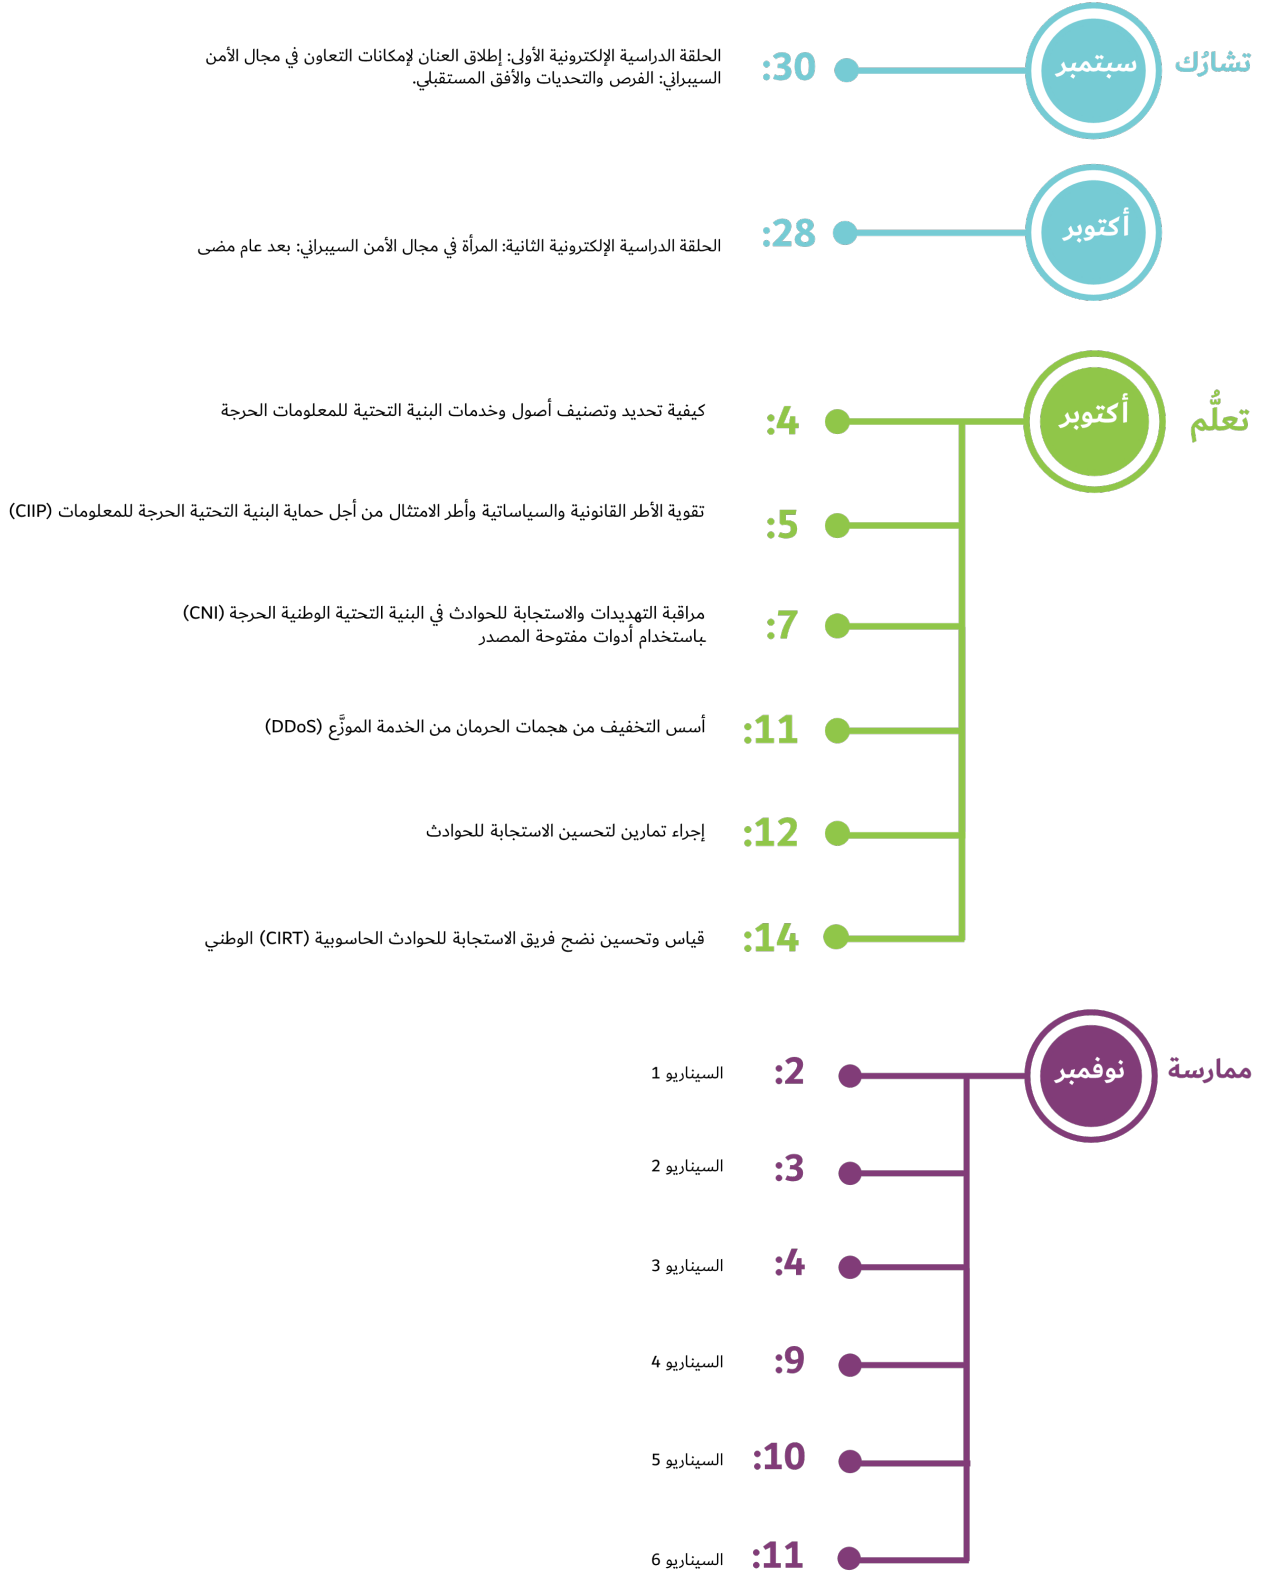 تشارُك
سبتمبر
30:
الحلقة الدراسية الإلكترونية الأولى: إطلاق العنان لإمكانات التعاون في مجال الأمن
السيبراني: الفرص والتحديات والأفق المستقبلي.
أكتوبر
28:
الحلقة الدراسية الإلكترونية الثانية: المرأة في مجال الأمن السيبراني: بعد عام مضى
تعلُّم
أكتوبر
4:
كيفية تحديد وتصنيف أصول وخدمات البنية التحتية للمعلومات الحرجة
5:
تقوية الأطر القانونية والسياساتية وأطر الامتثال من أجل حماية البنية التحتية الحرجة للمعلومات (CIIP)
7:
مراقبة التهديدات والاستجابة للحوادث في البنية التحتية الوطنية الحرجة (CNI)
باستخدام أدوات مفتوحة المصدر
11:
أسس التخفيف من هجمات الحرمان من الخدمة الموزَّع (DDoS)
12:
إجراء تمارين لتحسين الاستجابة للحوادث
14:
قياس وتحسين نضج فريق الاستجابة للحوادث الحاسوبية (CIRT) الوطني
ممارسة
نوفمبر
2:
السيناريو 1
3:
السيناريو 2
4:
السيناريو 3
9:
السيناريو 4
10:
السيناريو 5
11:
السيناريو 6